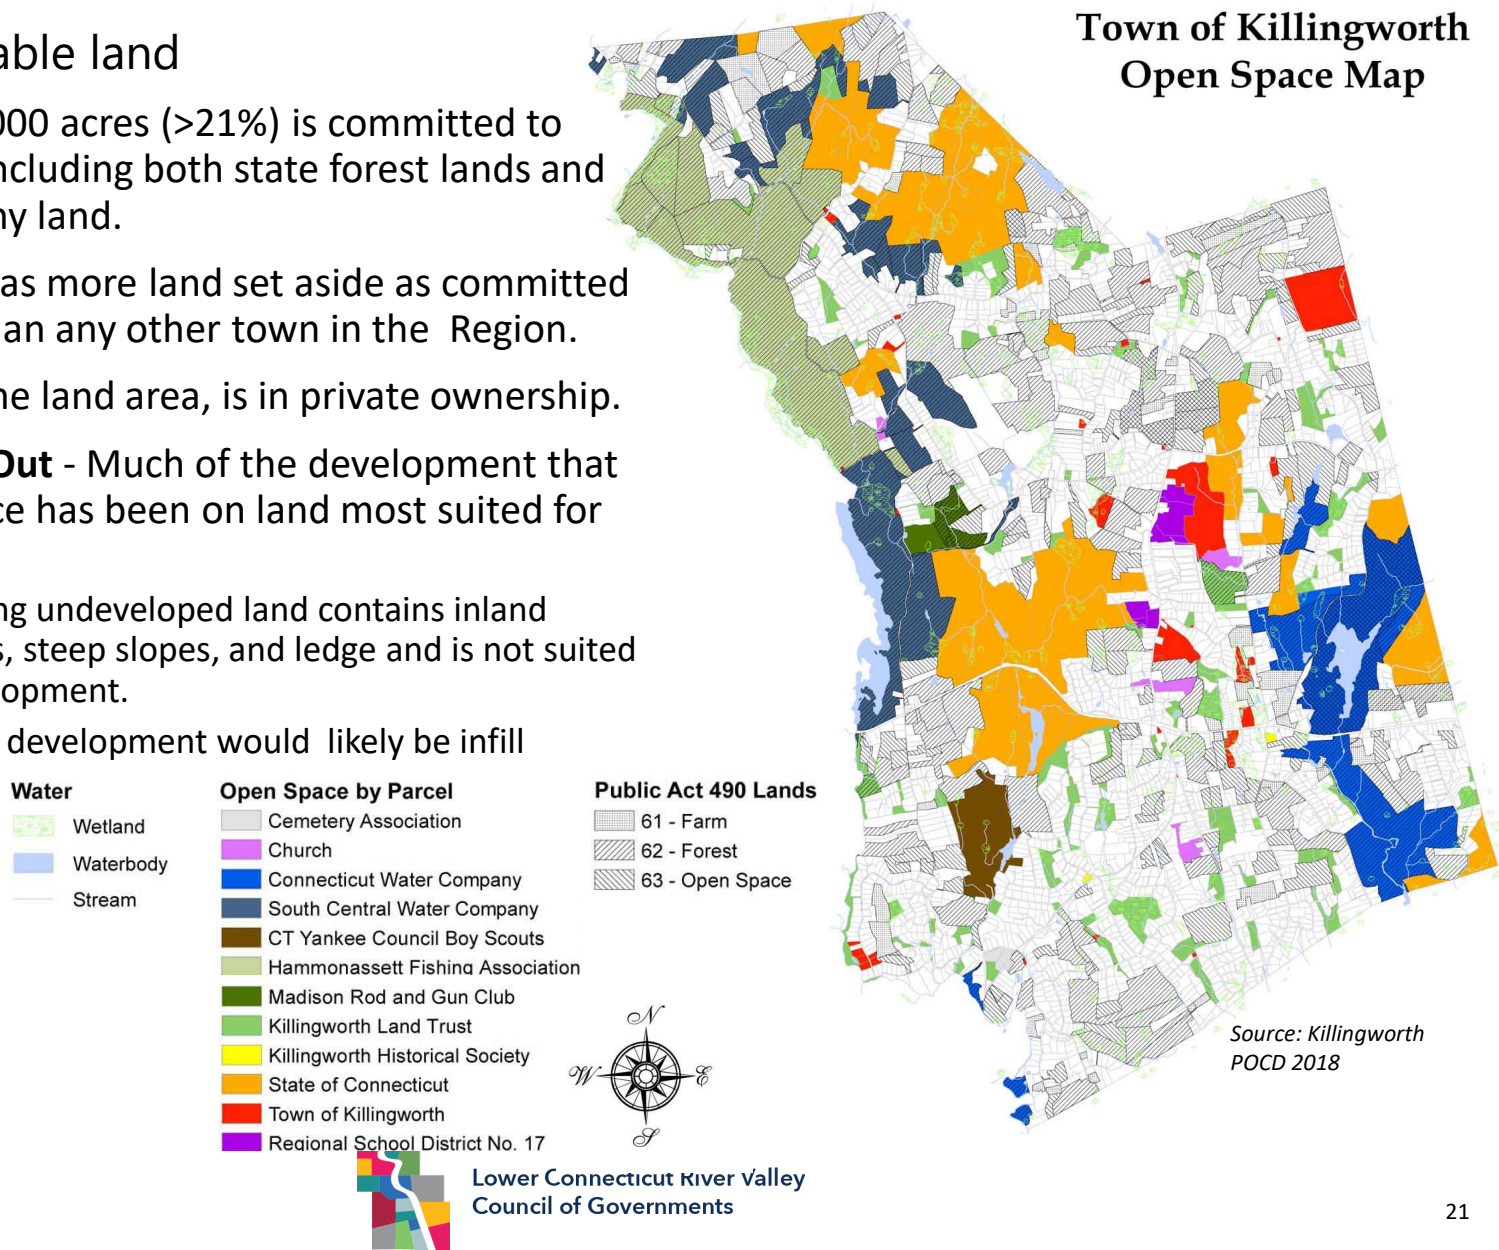 Town of Killingworth
Open Space Map
able land
000 acres (>21%) is committed to
ncluding both state forest lands and
ny land.
as more land set aside as committed
an any other town in the Region.
he land area, is in private ownership.
Out - Much of the development that
ce has been on land most suited for
ng undeveloped land contains inland
s, steep slopes, and ledge and is not suited
lopment.
development would likely be infill
Water
Wetland
Waterbody
Stream
Open Space by Parcel
Cemetery Association
Church
Connecticut Water Company
South Central Water Company
CT Yankee Council Boy Scouts
Hammonassett Fishing Association
Madison Rod and Gun Club
Killingworth Land Trust
Killingworth Historical Society
State of Connecticut
Town of Killingworth
Regional School District No. 17
Public Act 490 Lands
61 - Farm
62 - Forest
63 - Open Space
N
W
E
S
Source: Killingworth
POCD 2018
Lower Connecticut River Valley
Council of Governments
21